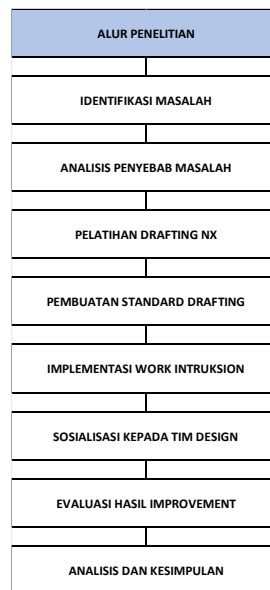 ALUR PENELITIAN
IDENTIFIKASI MASALAH
ANALISIS PENYEBAB MASALAH
PELATIHAN DRAFTING NX
PEMBUATAN STANDARD DRAFTING
IMPLEMENTASI WORK INTRUKSION
SOSIALISASI KEPADA TIM DESIGN
EVALUASI HASIL IMPROVEMENT
ANALISIS DAN KESIMPULAN